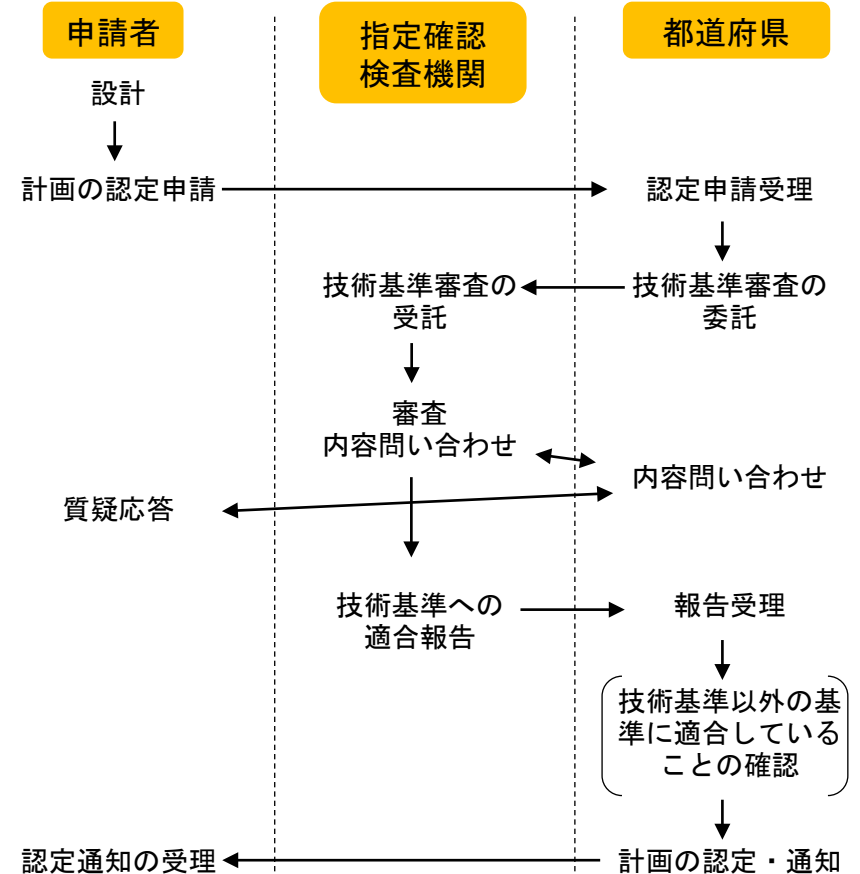 申請者
指定確認
検査機関
都道府県
設計
計画の認定申請
認定申請受理
技術基準審査の
受託
技術基準審査の
委託
審査
内容問い合わせ
内容問い合わせ
質疑応答
技術基準への
適合報告
報告受理
技術基準以外の基
準に適合している
ことの確認
認定通知の受理
計画の認定・通知